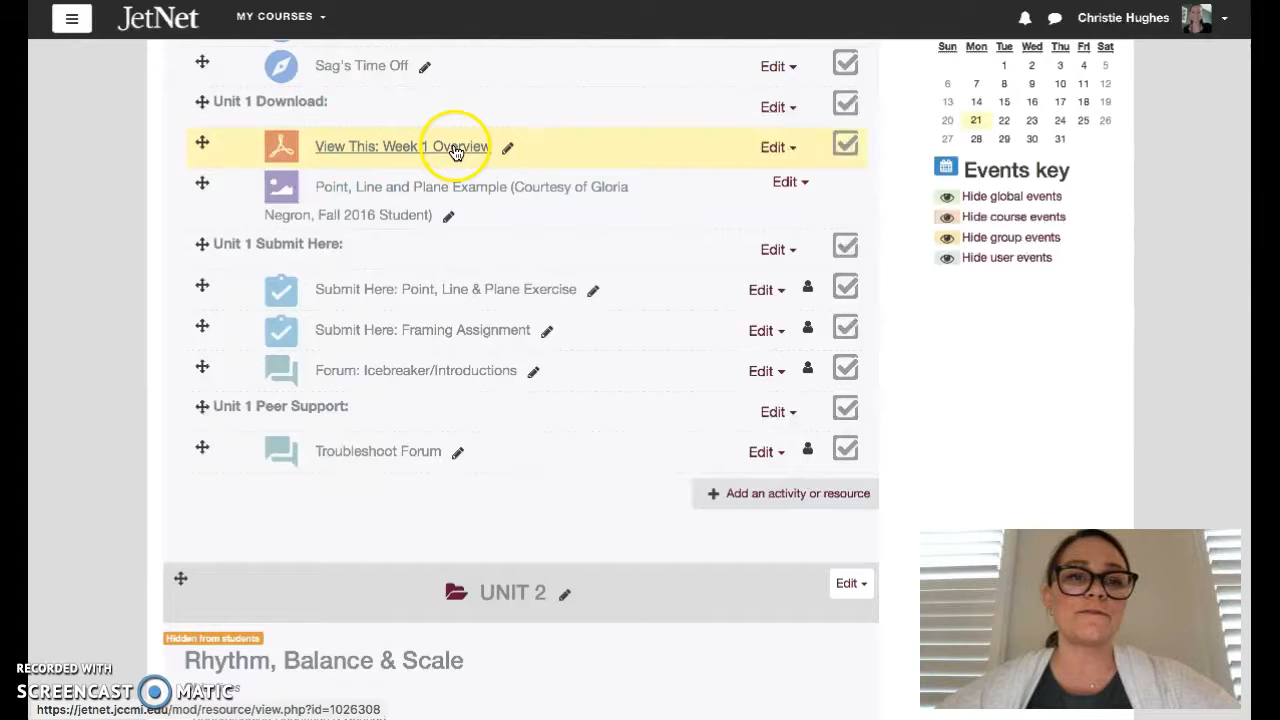 JetNet MY COURSES Christie Hughes
Sag's Time Off Edit
Unit 1 Download: Edit
View This: Week 1 Overview Edit
Point, Line and Plane Example (Courtesy of Gloria Edit
Negron, Fall 2016 Student)
Unit 1 Submit Here: Edit
Submit Here: Point, Line & Plane Exercise Edit
Submit Here: Framing Assignment Edit
Forum: Icebreaker/Introductions Edit
Unit 1 Peer Support: Edit
Troubleshoot Forum Edit
Add an activity or resource
UNIT 2 Edit
Hidden from students
Rhythm, Balance & Scale
Sun Mon Tue Wed Thu Fri Sat
1 2 3 4 5
6 7 8 9 10 11 12
13 14 15 16 17 18 19
20 21 22 23 24 25 26
27 28 29 30 31
Events key
Hide global events
Hide course events
Hide group events
Hide user events
RECORDED WITH
SCREENCAST MATIC
https://jetnet.jccmi.edu/mod/resource/view.php?id=1026308